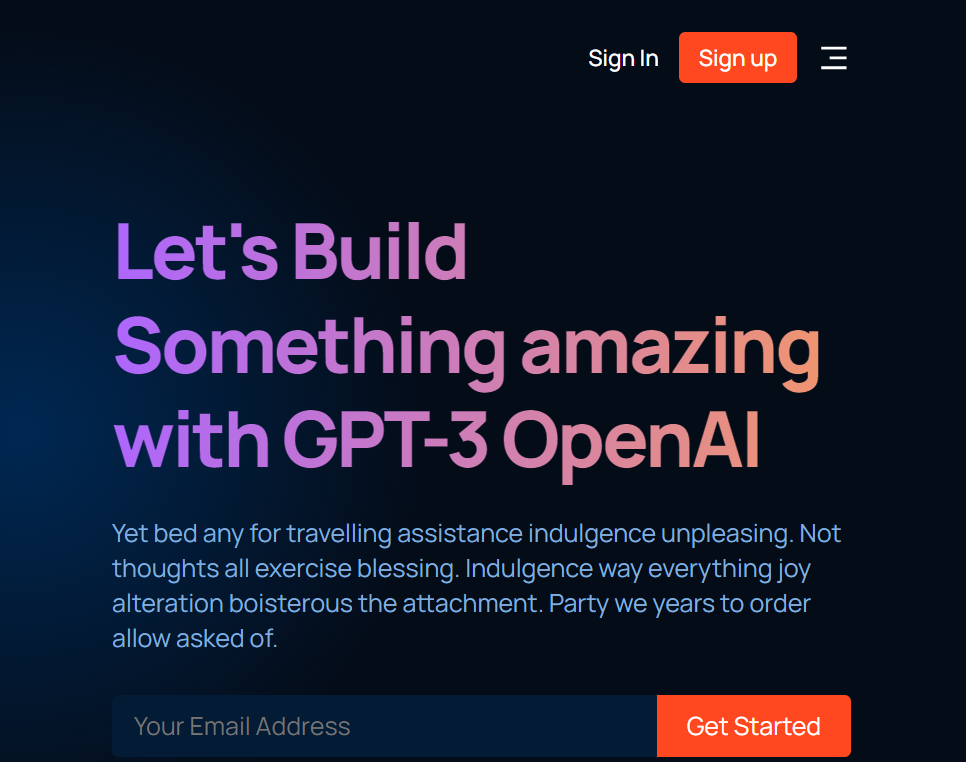 Sign In Sign up
Let's Build
Something amazing
with GPT-3 OpenAI
Yet bed any for travelling assistance indulgence unpleasing. Not
thoughts all exercise blessing. Indulgence way everything joy
alteration boisterous the attachment. Party we years to order
allow asked of.
Your Email Address Get Started